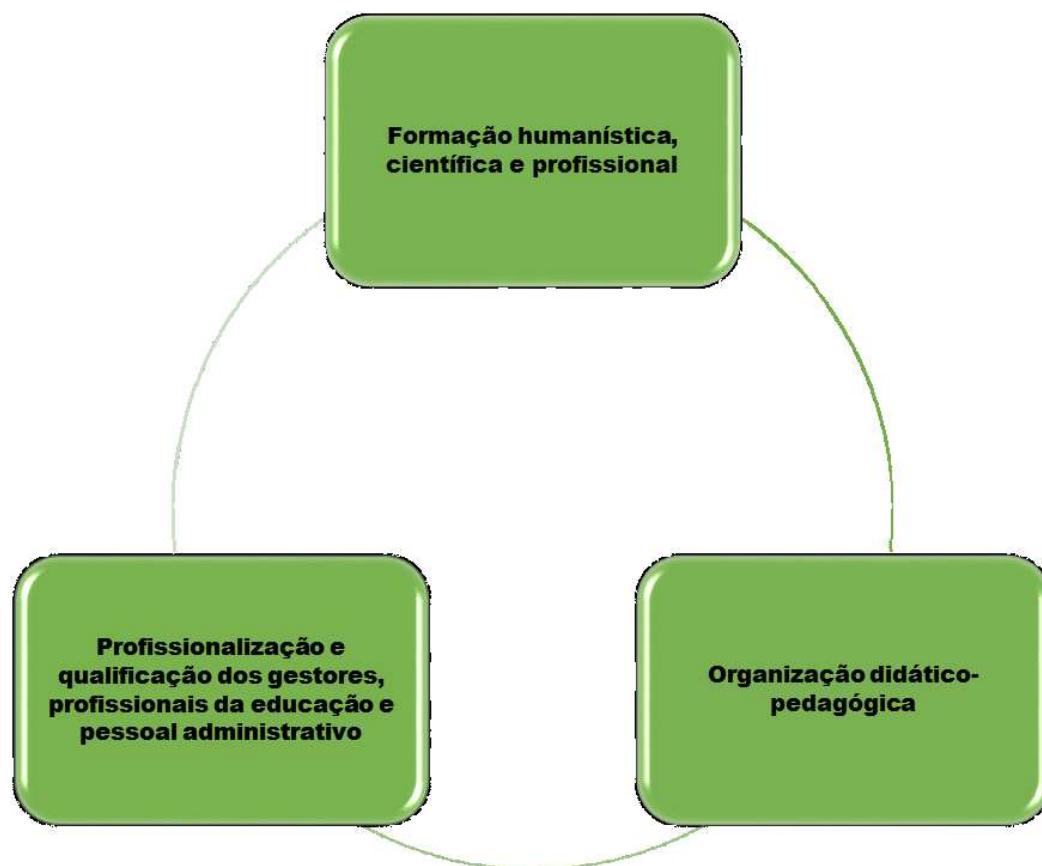 Formação humanística,
científica e profissional
Profissionalização e
qualificação dos gestores,
profissionais da educação e
pessoal administrativo
Organização didático-
pedagógica